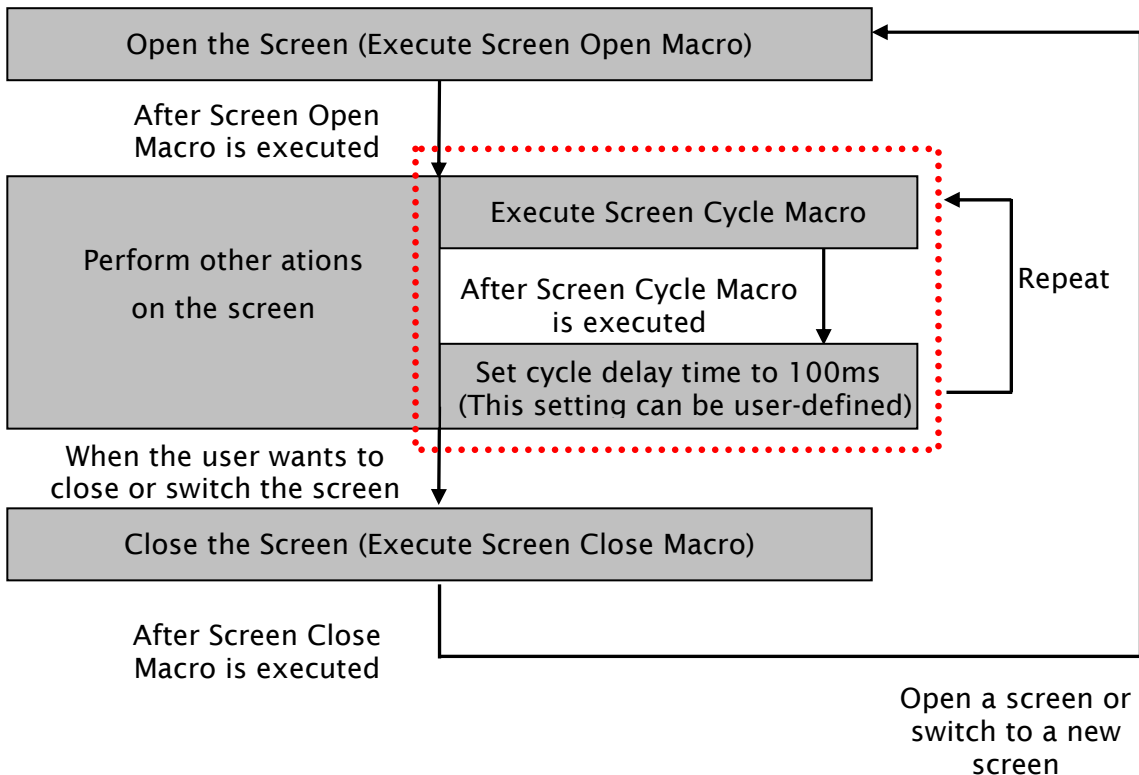 Open the Screen (Execute Screen Open Macro)
After Screen Open
Macro is executed
Execute Screen Cycle Macro
Perform other ations
on the screen
After Screen Cycle Macro
is executed
Repeat
Set cycle delay time to 100ms
(This setting can be user-defined)
When the user wants to
close or switch the screen
Close the Screen (Execute Screen Close Macro)
After Screen Close
Macro is executed
Open a screen or
switch to a new
screen